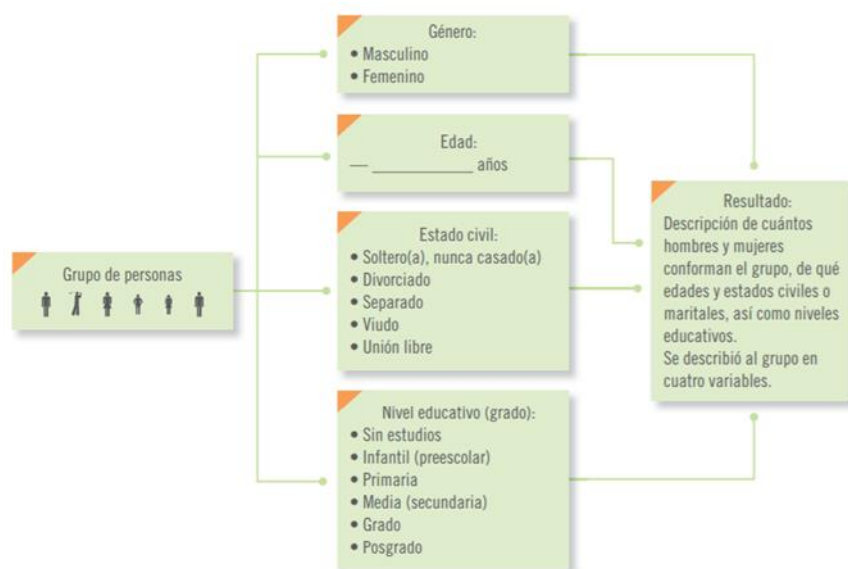 Grupo de personas
Género:
• Masculino
• Femenino
Edad:
— ____________ años
Estado civil:
• Soltero(a), nunca casado(a)
• Divorciado
• Separado
• Viudo
• Unión libre
Nivel educativo (grado):
• Sin estudios
• Infantil (preescolar)
• Primaria
• Media (secundaria)
• Grado
• Posgrado
Resultado:
Descripción de cuántos
hombres y mujeres
conforman el grupo, de qué
edades y estados civiles o
maritales, así como niveles
educativos.
Se describió al grupo en
cuatro variables.